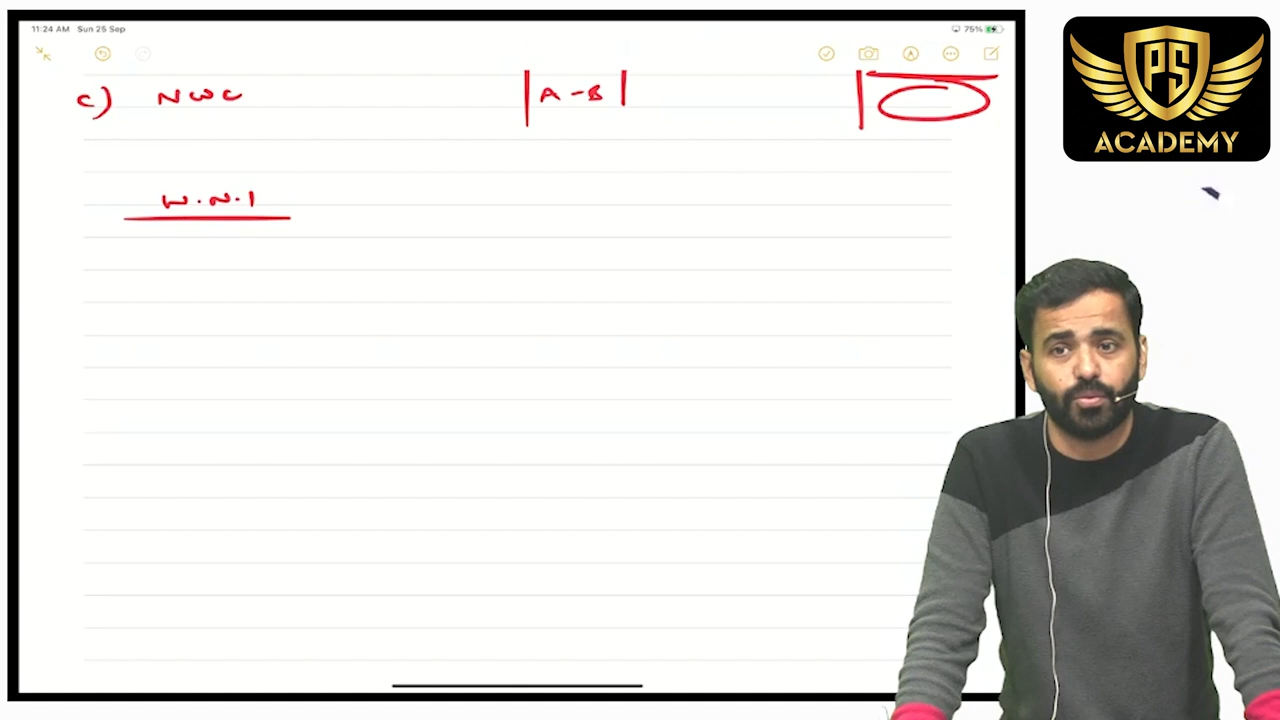 11:24 AM Sun 25 Sep
75%
C) NWC
A - B
W.N.1
PS
ACADEMY